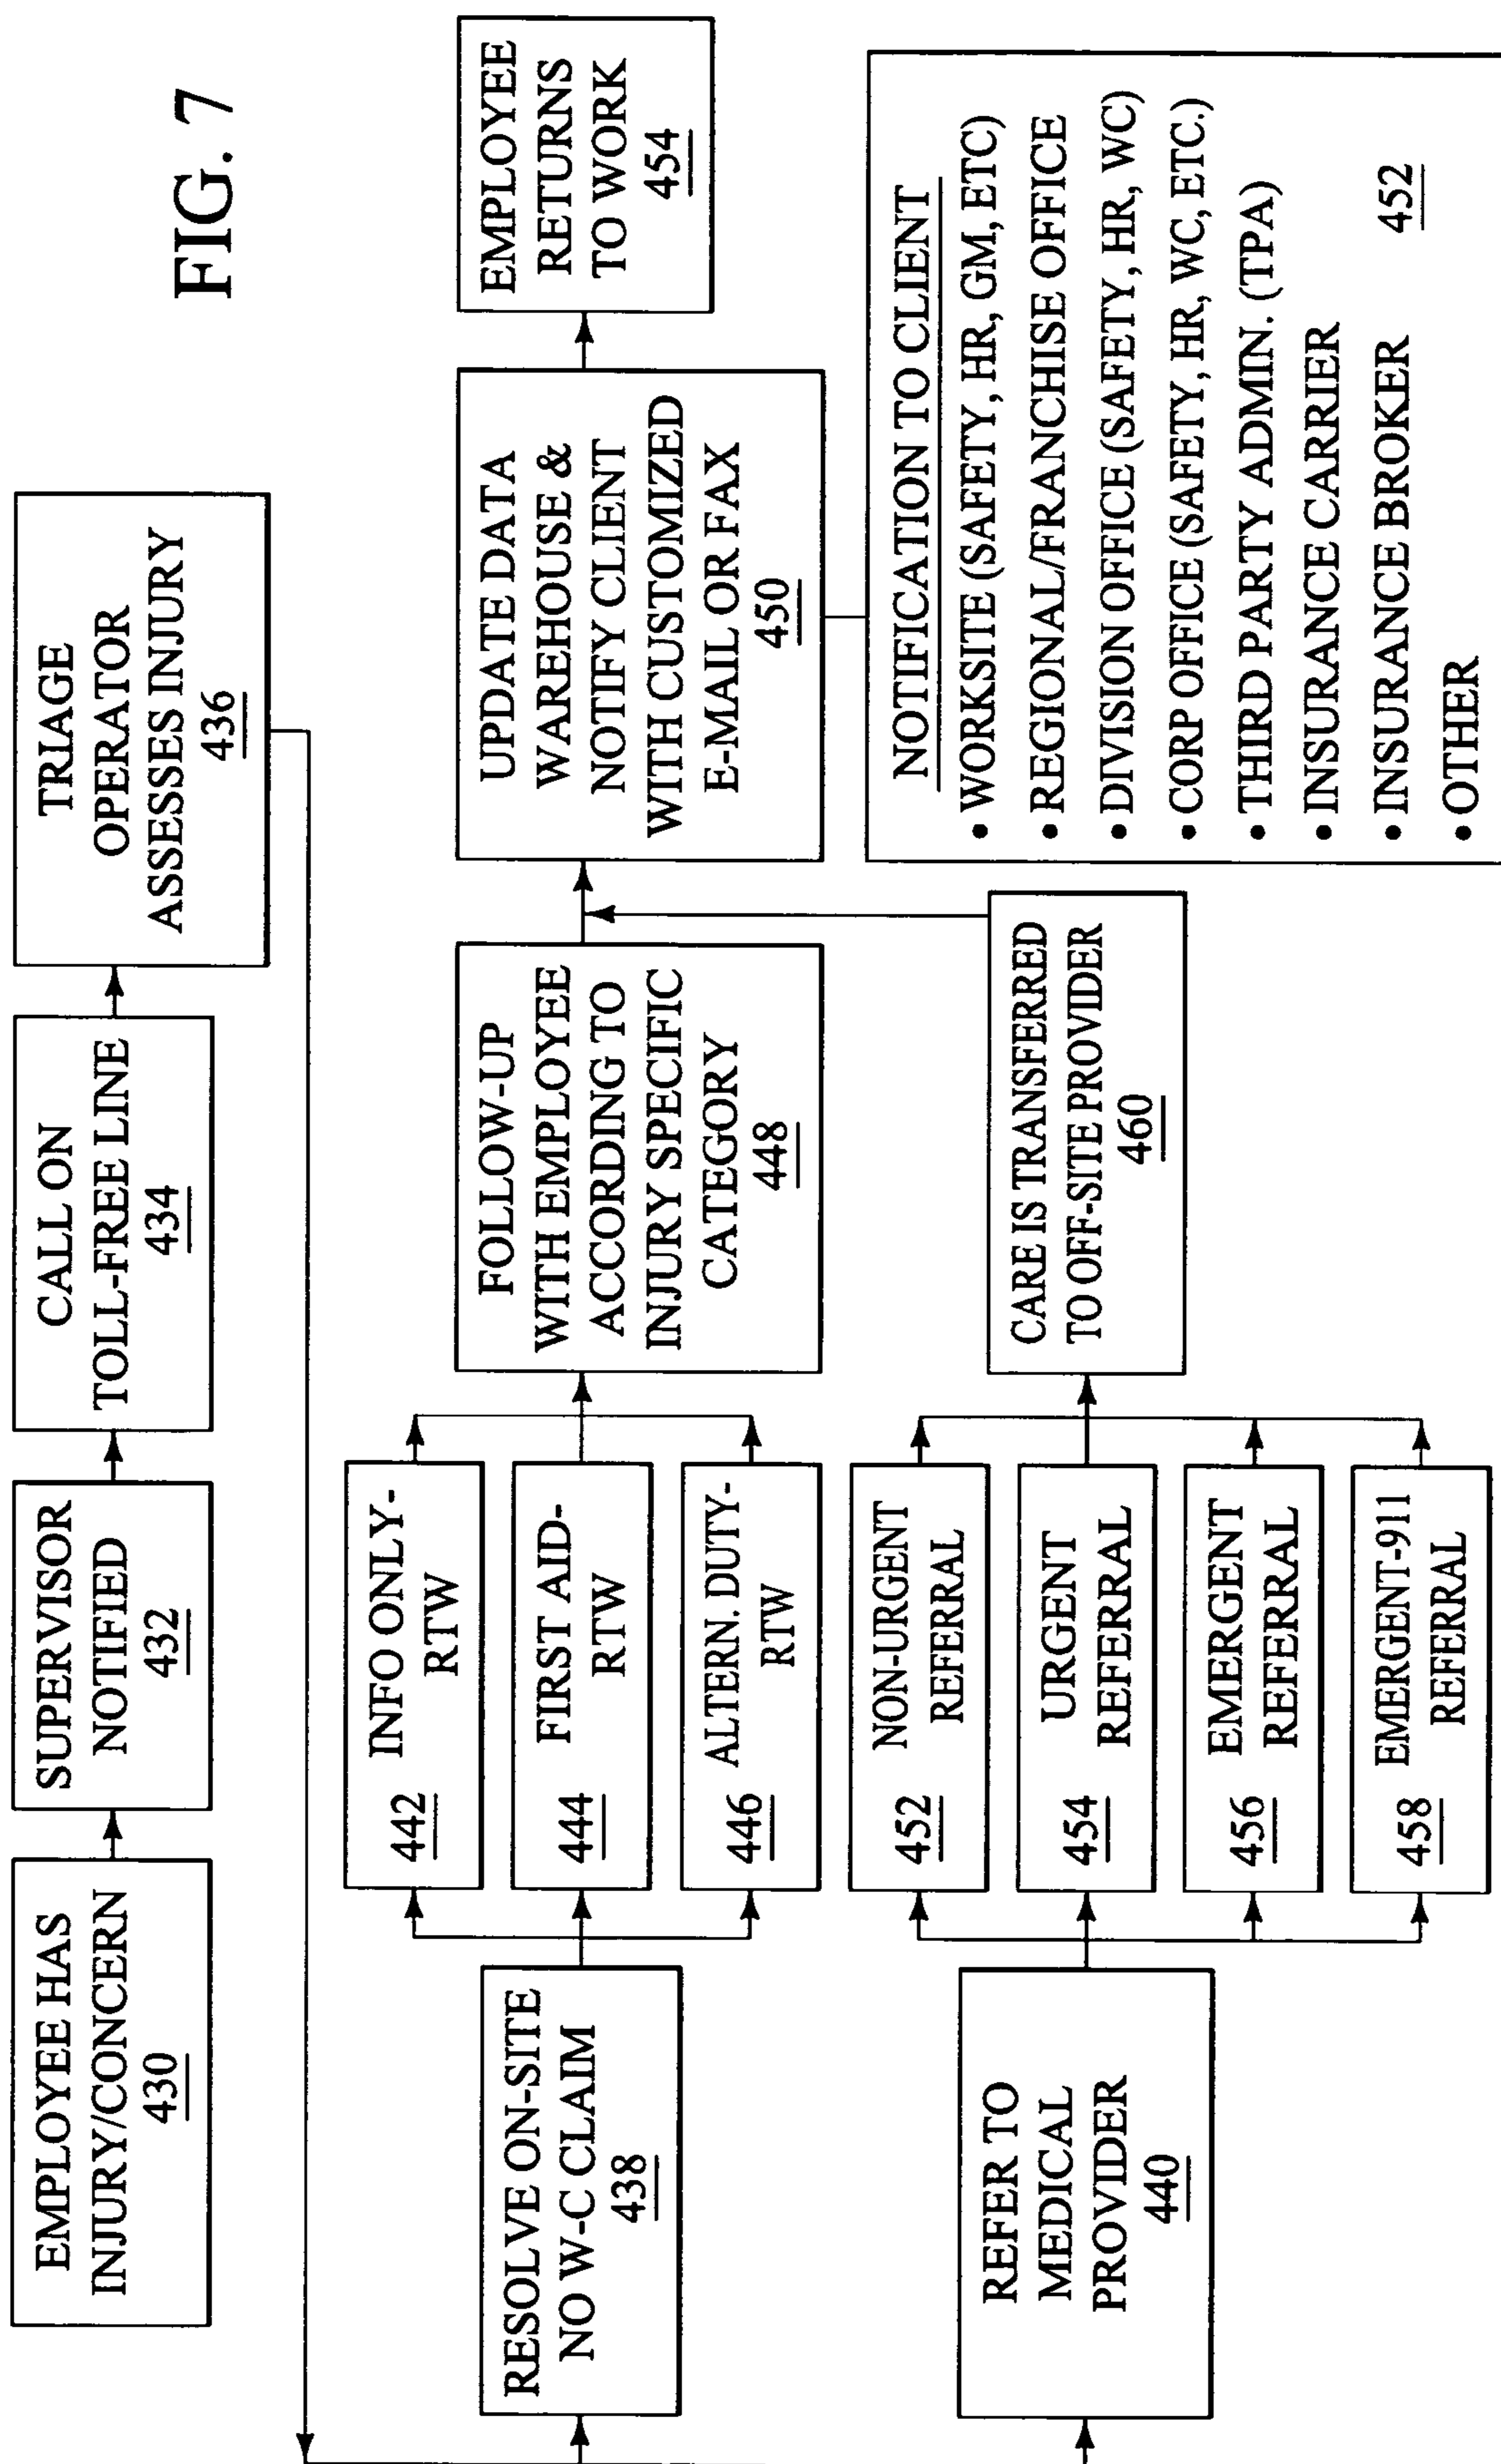 FIG. 7
EMPLOYEE HAS
INJURY/CONCERN
430
SUPERVISOR
NOTIFIED
432
CALL ON
TOLL-FREE LINE
434
TRIAGE
OPERATOR
ASSESSES INJURY
436
RESOLVE ON-SITE
NO W-C CLAIM
438
REFER TO
MEDICAL
PROVIDER
440
INFO ONLY-
RTW
442
FIRST AID-
RTW
444
ALTERN. DUTY-
RTW
446
NON-URGENT
REFERRAL
452
URGENT
REFERRAL
454
EMERGENT
REFERRAL
456
EMERGENT-911
REFERRAL
458
FOLLOW-UP
WITH EMPLOYEE
ACCORDING TO
INJURY SPECIFIC
CATEGORY
448
CARE IS TRANSFERRED
TO OFF-SITE PROVIDER
460
UPDATE DATA
WAREHOUSE &
NOTIFY CLIENT
WITH CUSTOMIZED
E-MAIL OR FAX
450
EMPLOYEE
RETURNS
TO WORK
454
NOTIFICATION TO CLIENT
• WORKSITE (SAFETY, HR, GM, ETC)
• REGIONAL/FRANCHISE OFFICE
• DIVISION OFFICE (SAFETY, HR, WC)
• CORP OFFICE (SAFETY, HR, WC, ETC.)
• THIRD PARTY ADMIN. (TPA)
• INSURANCE CARRIER
• INSURANCE BROKER
• OTHER
452